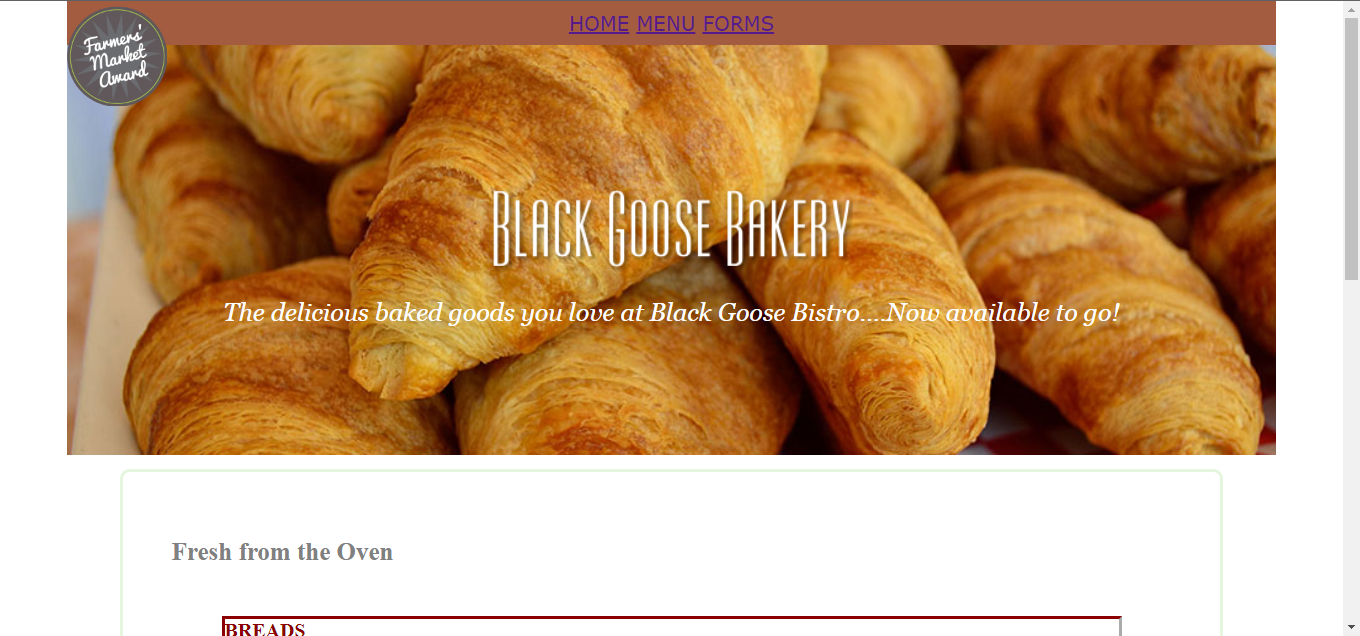 HOME MENU FORMS
Farmers'
Market
Award
BLACK GOOSE BAKERY
The delicious baked goods you love at Black Goose Bistro....Now available to go!
Fresh from the Oven
BREADS